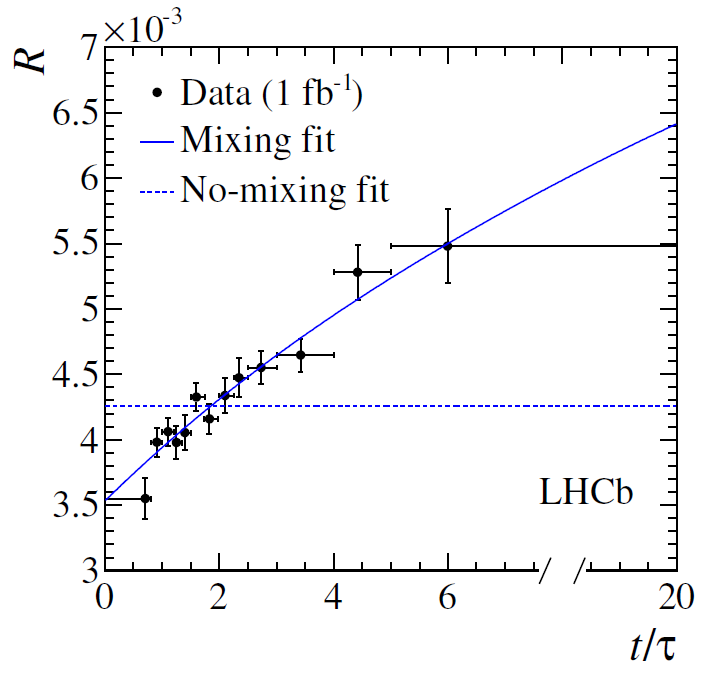 ×10⁻³
R
7
6.5
6
5.5
5
4.5
4
3.5
3
Data (1 fb⁻¹)
Mixing fit
No-mixing fit
LHCb
0 2 4 6 20
t/τ